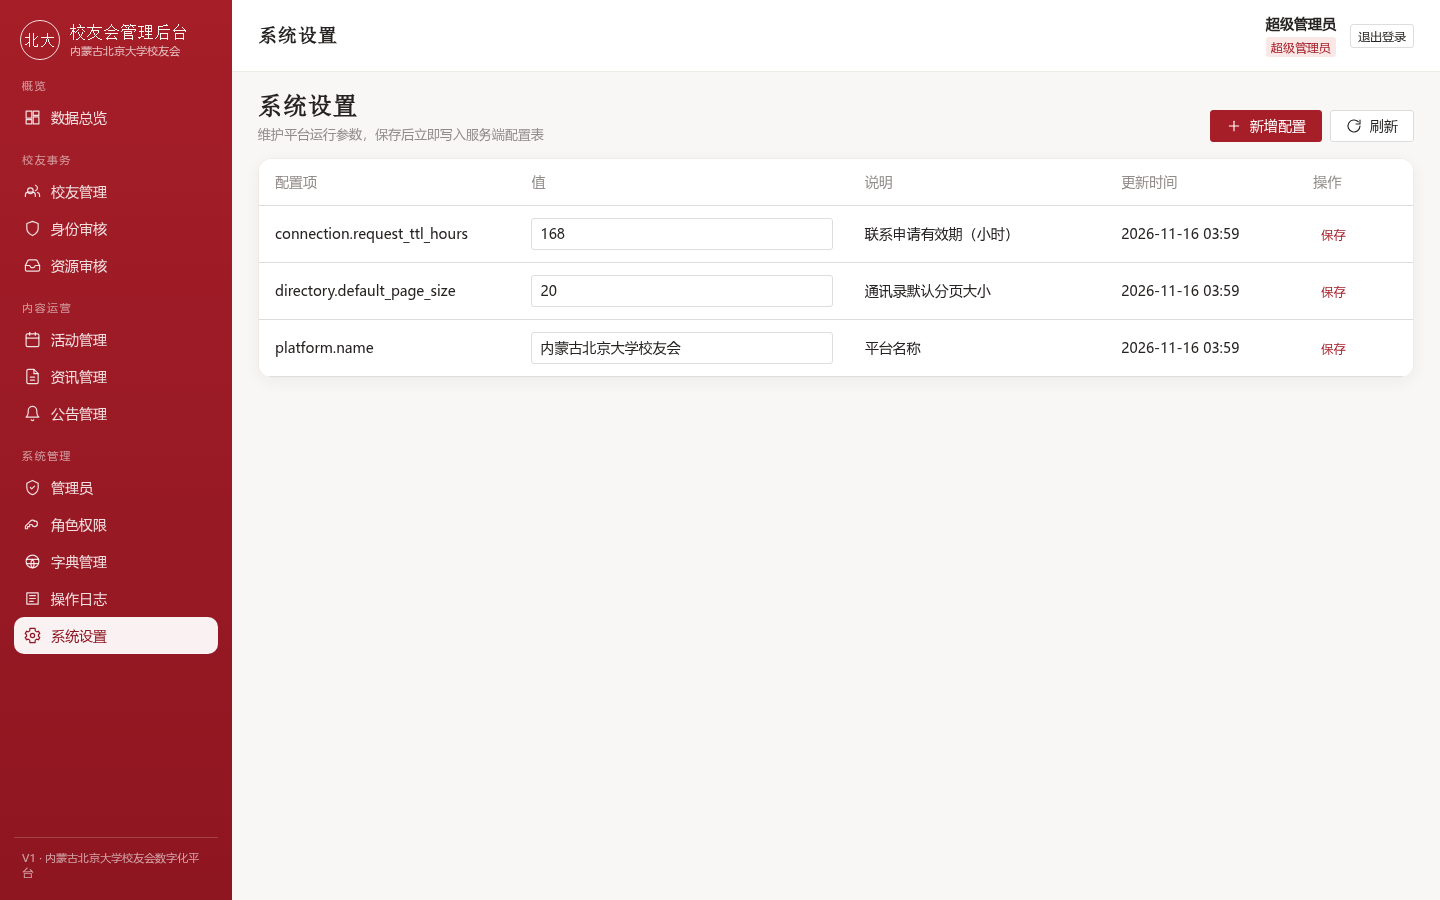 北大
校友会管理后台
内蒙古北京大学校友会
概览
数据总览
校友事务
校友管理
身份审核
资源审核
内容运营
活动管理
资讯管理
公告管理
系统管理
管理员
角色权限
字典管理
操作日志
系统设置
V1 · 内蒙古北京大学校友会数字化平
台
系统设置
超级管理员
超级管理员
退出登录
系统设置
维护平台运行参数，保存后立即写入服务端配置表
新增配置
刷新
配置项 值 说明 更新时间 操作
connection.request_ttl_hours 168 联系申请有效期（小时） 2026-11-16 03:59 保存
directory.default_page_size 20 通讯录默认分页大小 2026-11-16 03:59 保存
platform.name 内蒙古北京大学校友会 平台名称 2026-11-16 03:59 保存